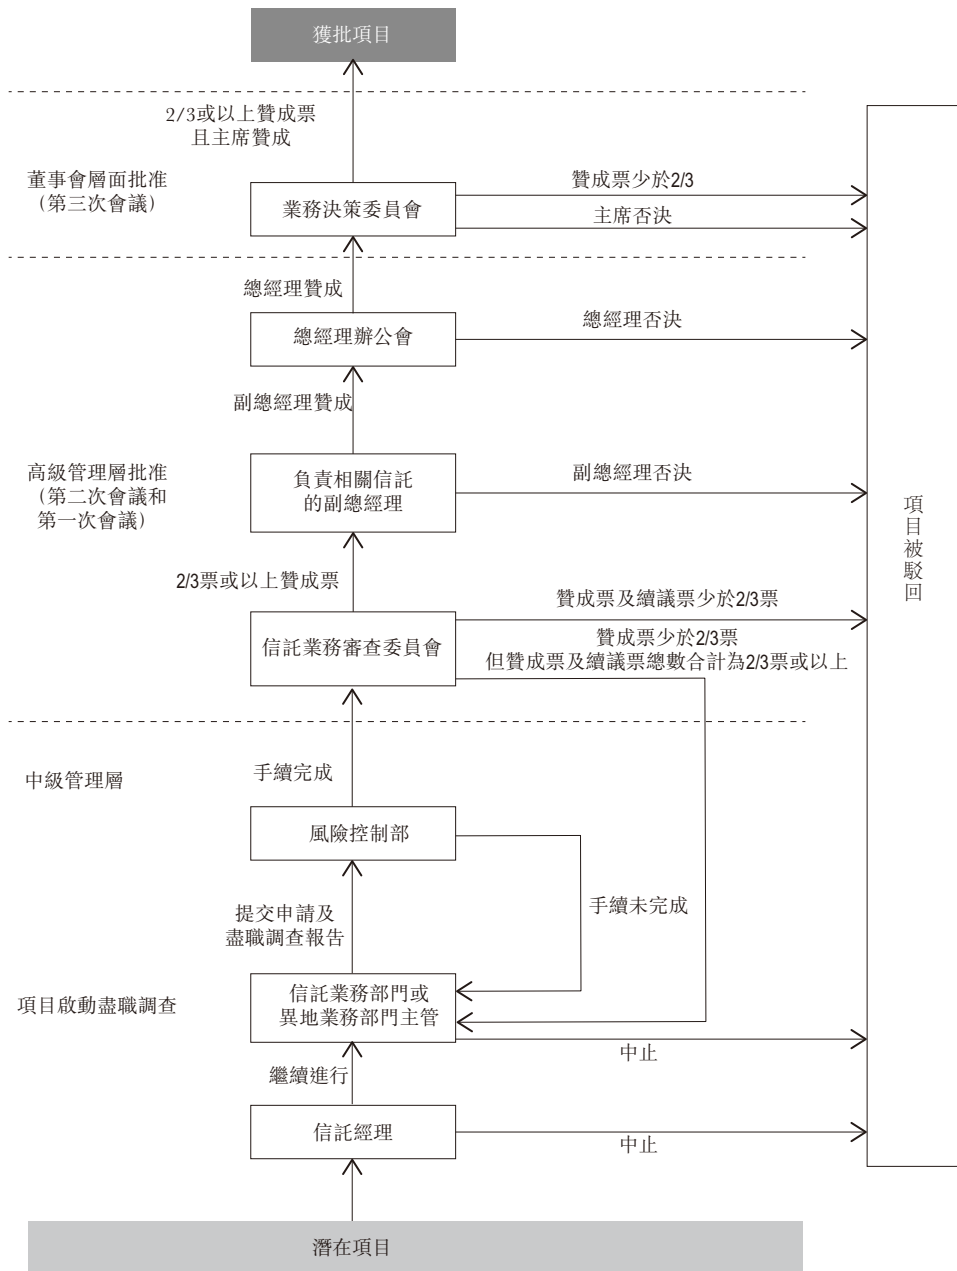 獲批項目
2/3或以上贊成票
且主席贊成
董事會層面批准
（第三次會議）
業務決策委員會
贊成票少於2/3
主席否決
總經理贊成
總經理辦公會
總經理否決
副總經理贊成
高級管理層批准
（第二次會議和
第一次會議）
負責相關信託
的副總經理
副總經理否決
項目被駁回
2/3票或以上贊成票
信託業務審查委員會
贊成票及續議票少於2/3票
贊成票少於2/3票
但贊成票及續議票總數合計為2/3票或以上
中級管理層
手續完成
風險控制部
手續未完成
提交申請及
盡職調查報告
項目啟動盡職調查
信託業務部門或
異地業務部門主管
中止
繼續進行
信託經理
中止
潛在項目